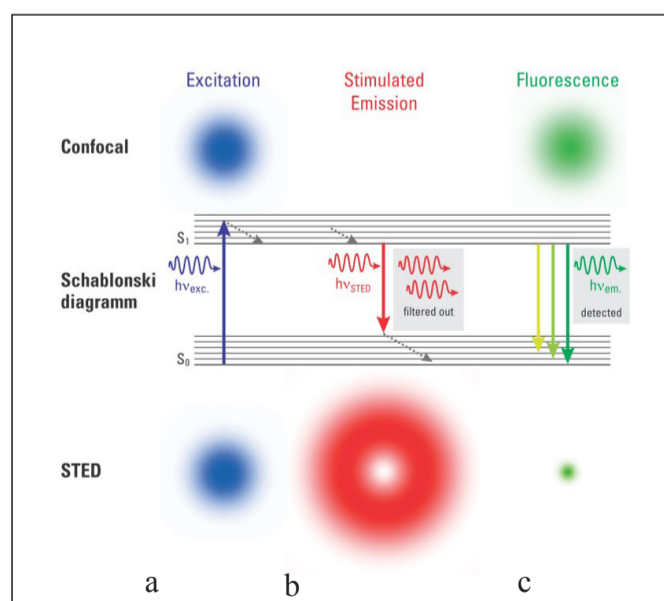 Excitation
Stimulated
Emission
Fluorescence
Confocal
S1
Schablonski
diagramm
hνexc.
hνSTED
filtered out
hνem.
detected
S0
STED
a
b
c